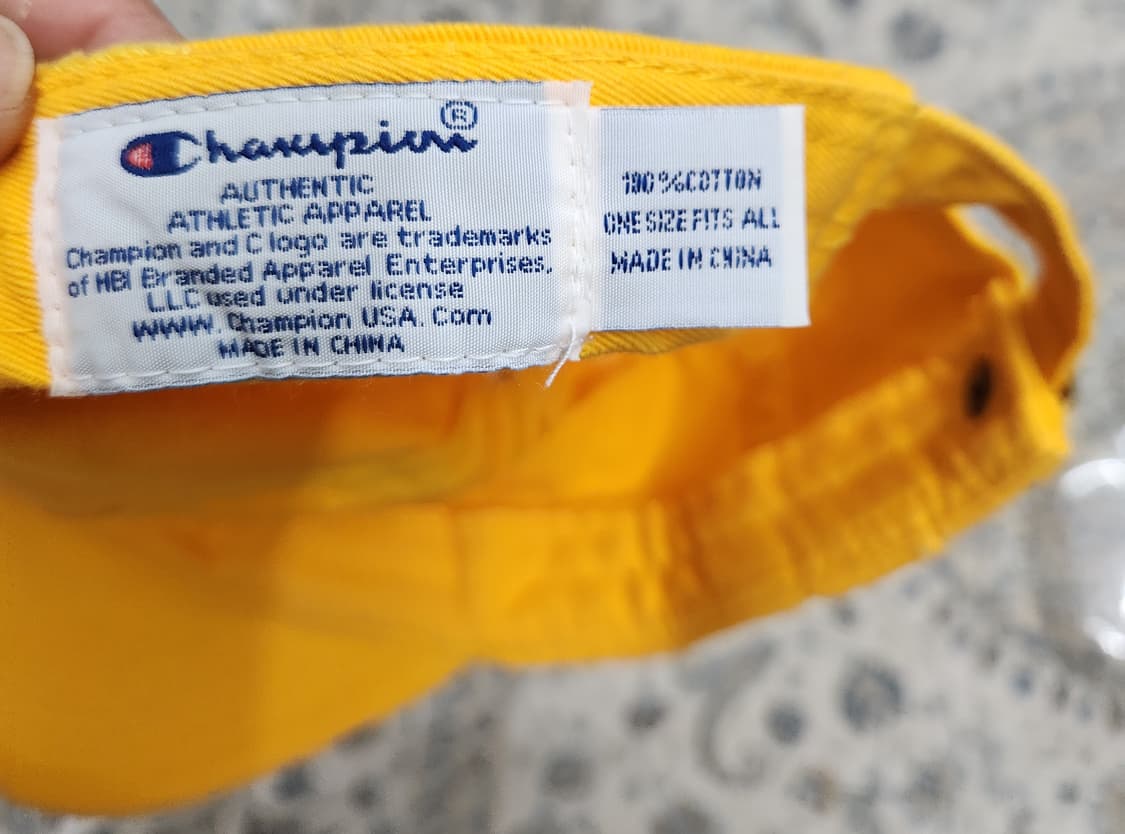 Champion®
AUTHENTIC
ATHLETIC APPAREL
Champion and C logo are trademarks
of HBI Branded Apparel Enterprises,
LLC used under license
WWW.Champion USA.Com
MADE IN CHINA
100%COTTON
ONE SIZE FITS ALL
MADE IN CHINA